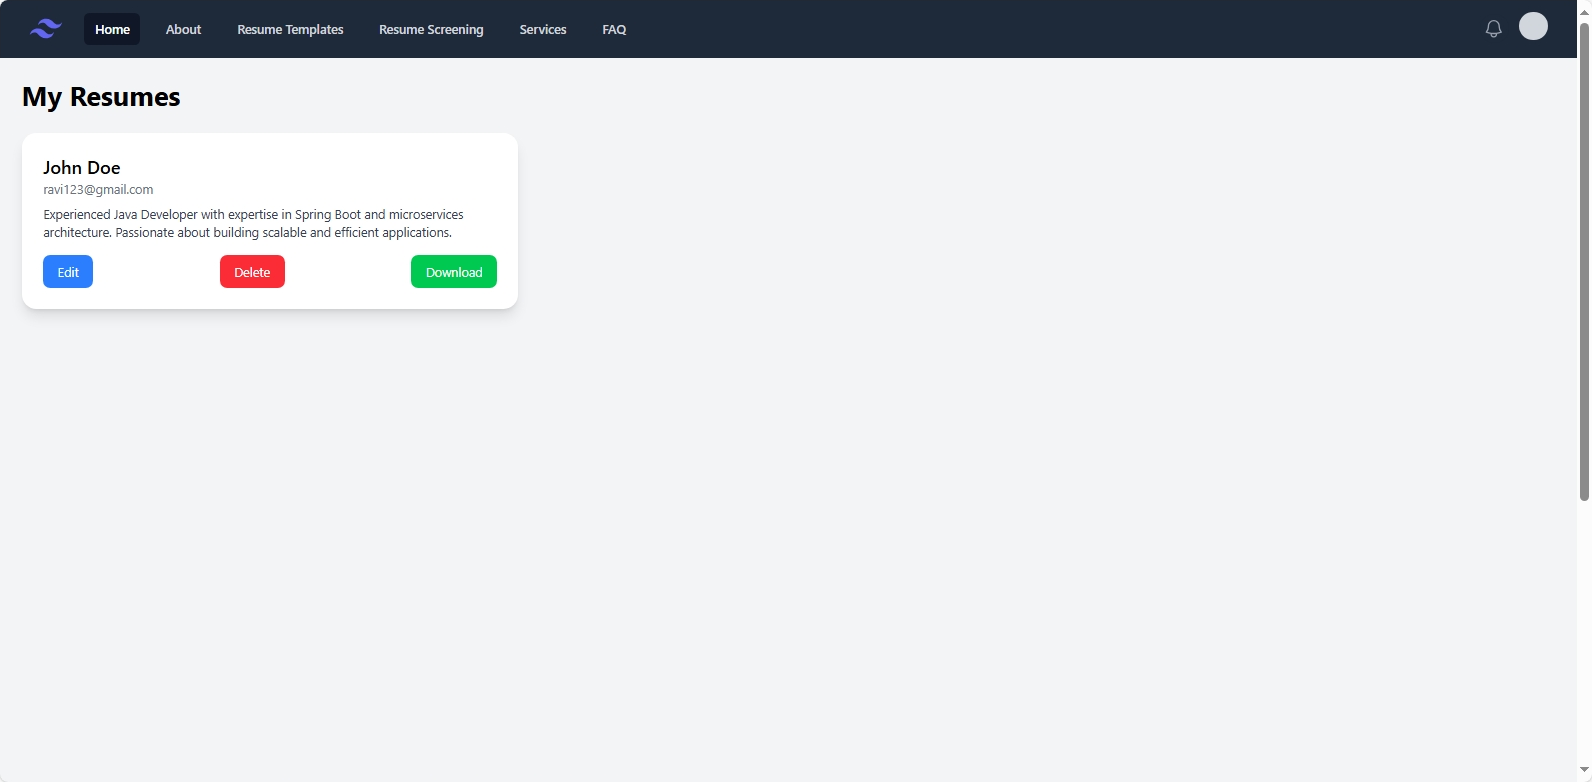 Home About Resume Templates Resume Screening Services FAQ
My Resumes
John Doe
ravi123@gmail.com
Experienced Java Developer with expertise in Spring Boot and microservices
architecture. Passionate about building scalable and efficient applications.
Edit Delete Download